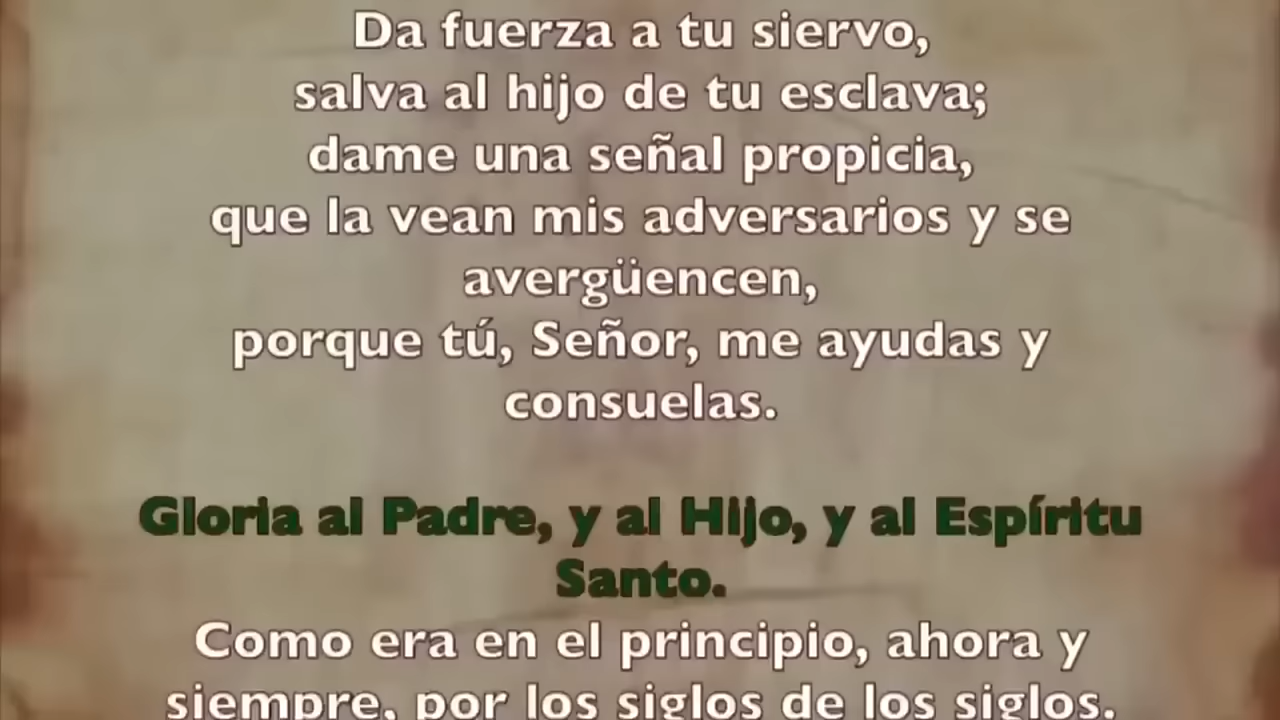 Da fuerza a tu siervo,
salva al hijo de tu esclava;
dame una señal propicia,
que la vean mis adversarios y se
avergüencen,
porque tú, Señor, me ayudas y
consuelas.
Gloria al Padre, y al Hijo, y al Espíritu
Santo.
Como era en el principio, ahora y
siempre, por los siglos de los siglos.